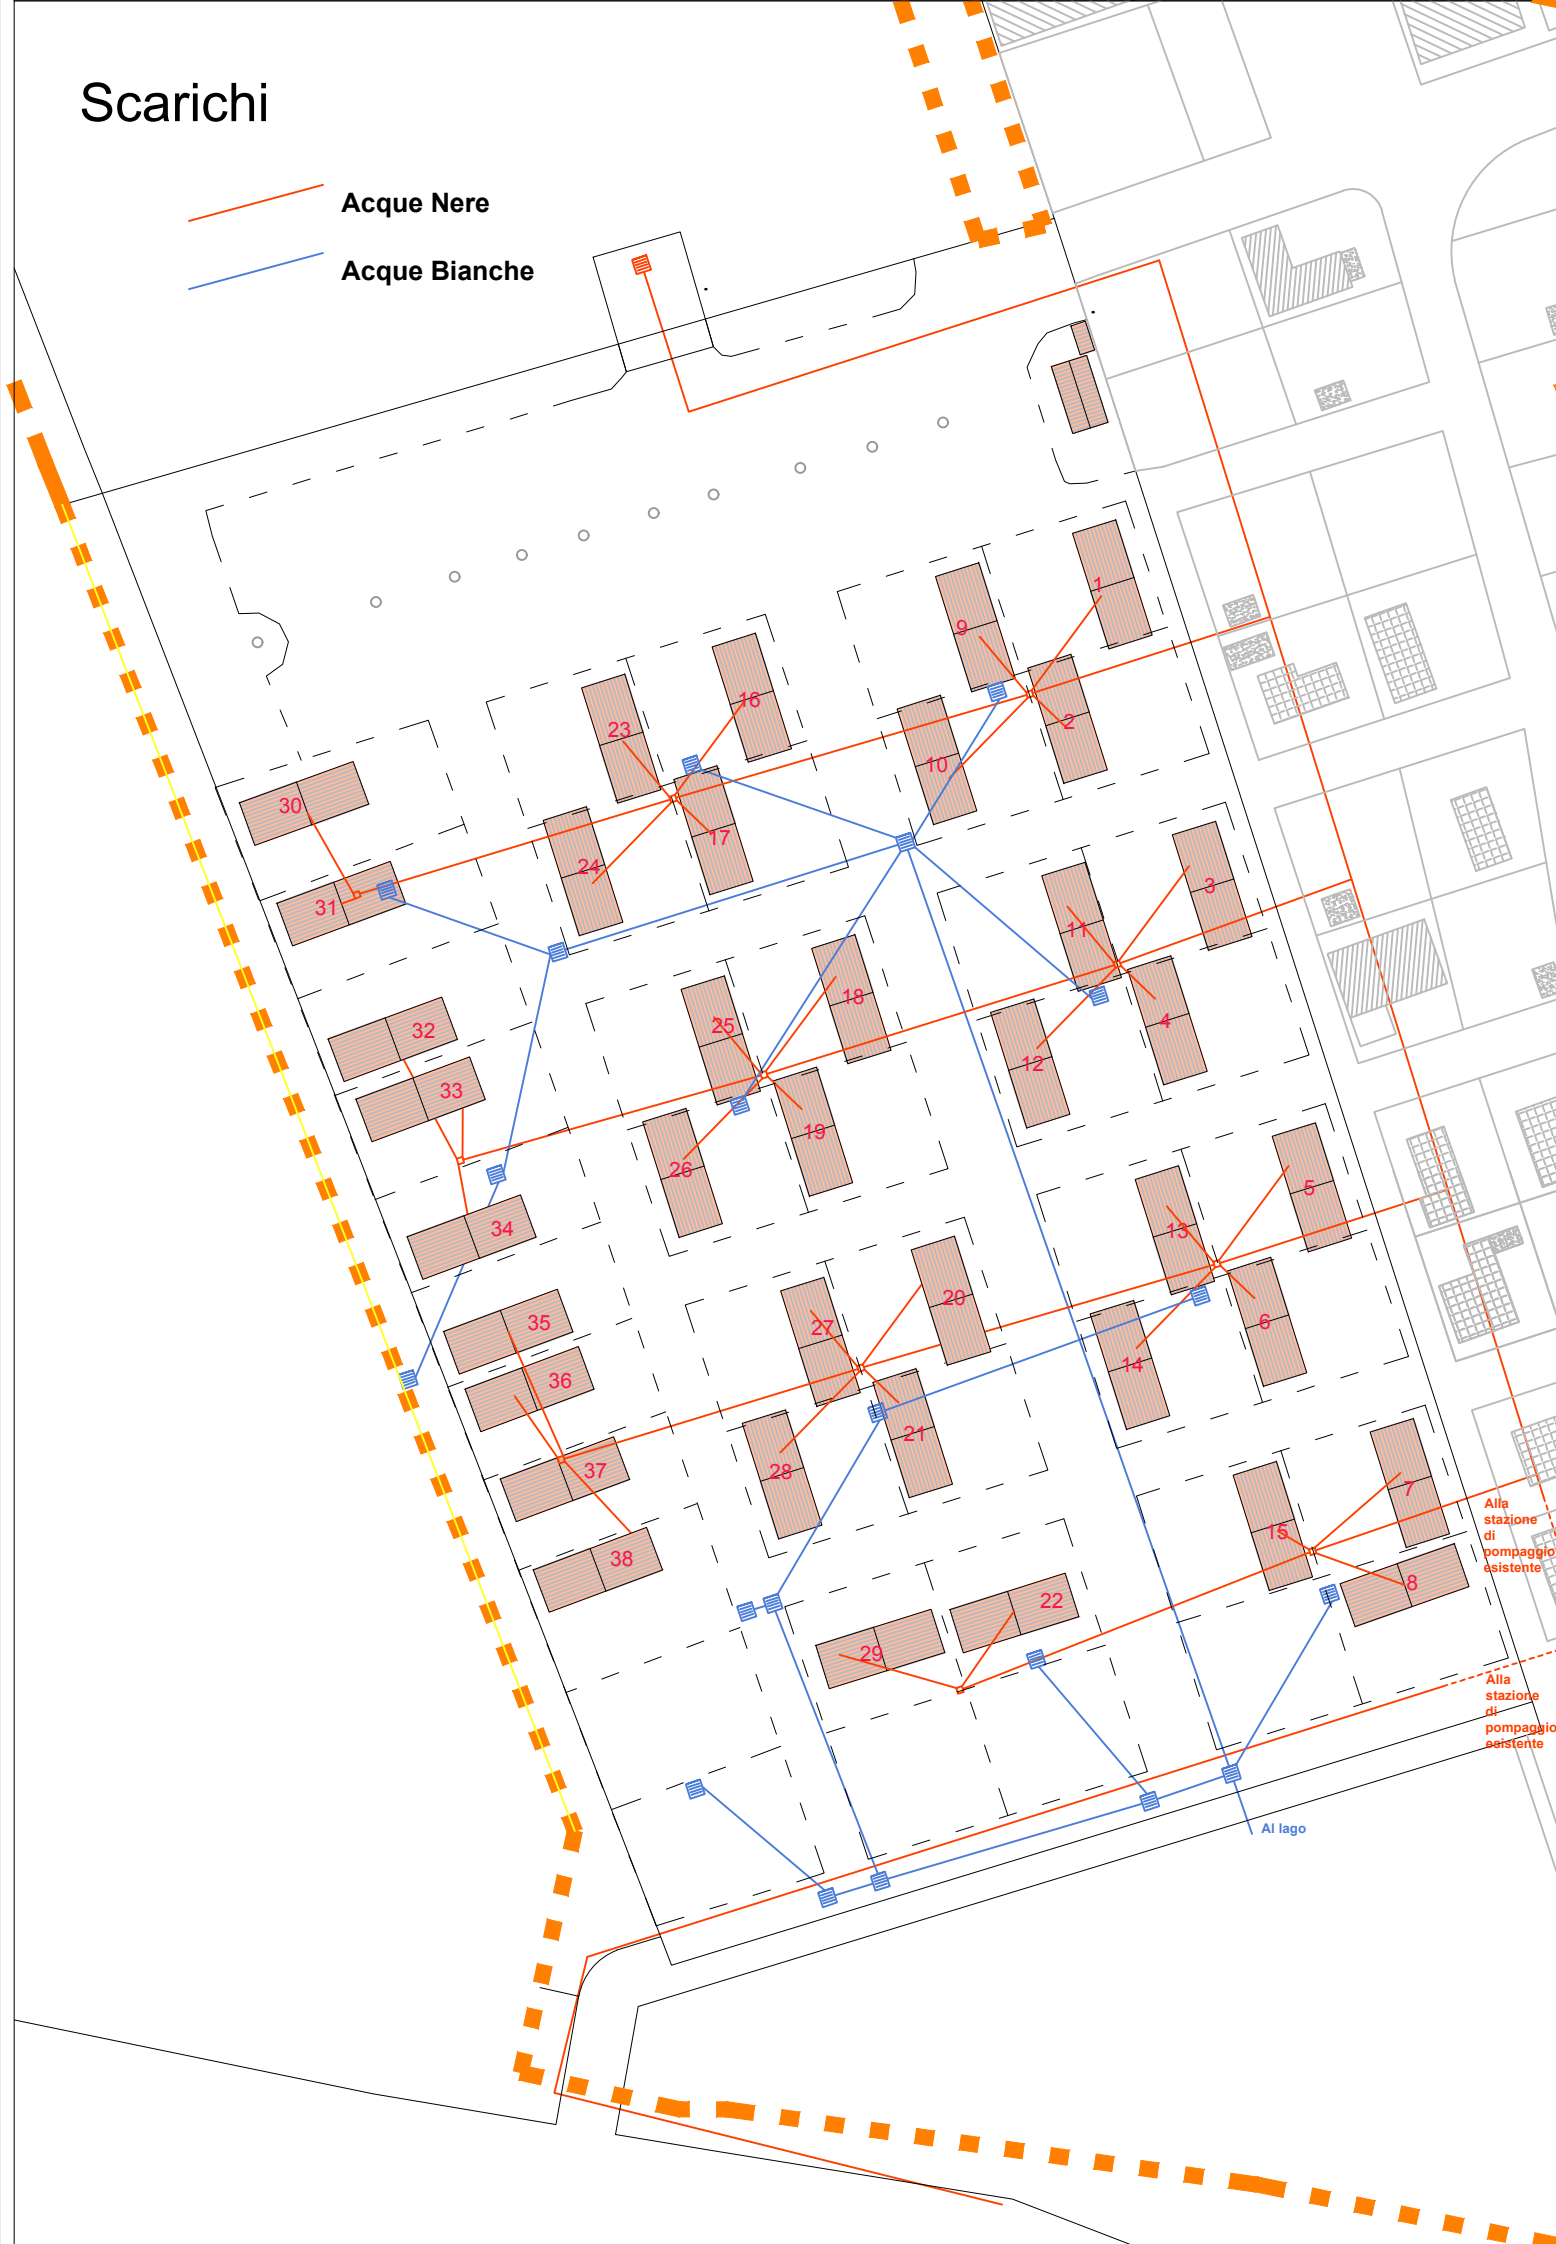 Scarichi
Acque Nere
Acque Bianche
1
9
16
2
23
10
30
17
24
3
31
11
18
4
25
32
12
33
19
26
5
34
13
20
6
35
27
14
36
21
37
28
7
15
Alla
stazione
di
pompaggio
esistente
38
8
22
29
Alla
stazione
di
pompaggio
esistente
Al lago